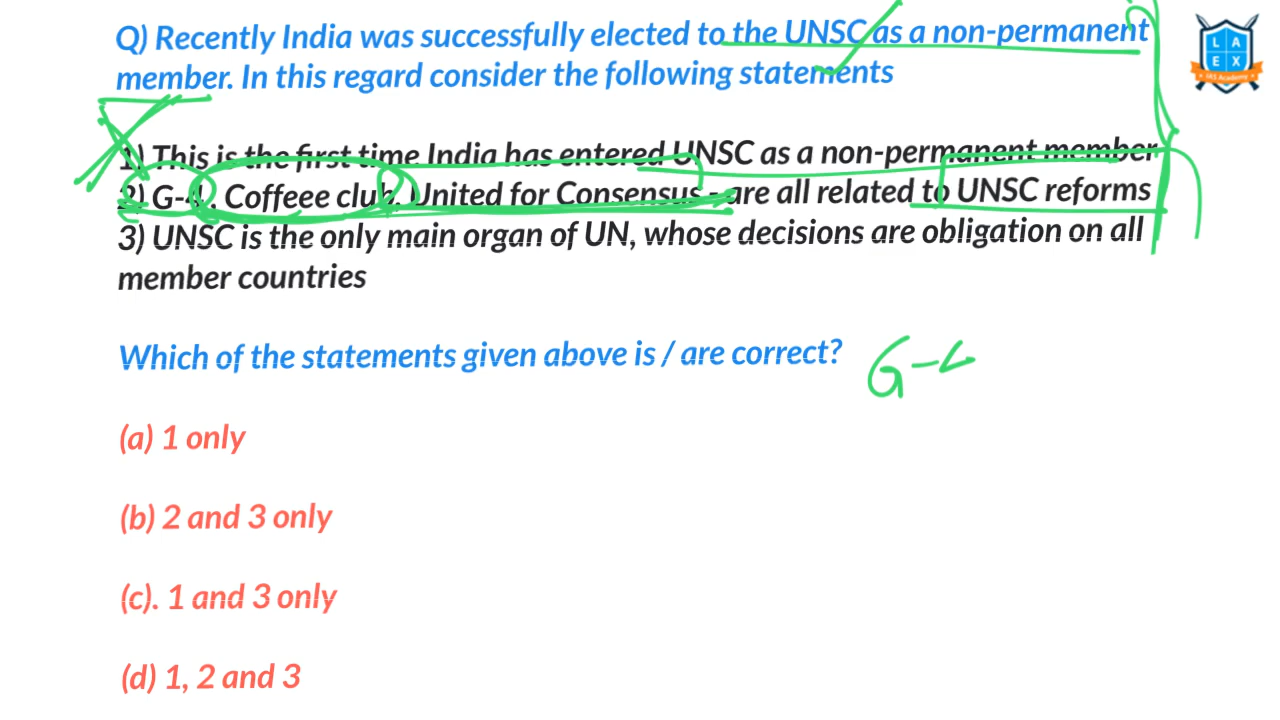 Q) Recently India was successfully elected to the UNSC as a non-permanent
member. In this regard consider the following statements
1) This is the first time India has entered UNSC as a non-permanent member
2) G-4, Coffeee club, United for Consensus - are all related to UNSC reforms
3) UNSC is the only main organ of UN, whose decisions are obligation on all
member countries
Which of the statements given above is / are correct?
G-4
(a) 1 only
(b) 2 and 3 only
(c). 1 and 3 only
(d) 1, 2 and 3
L A
E X
IAS Academy